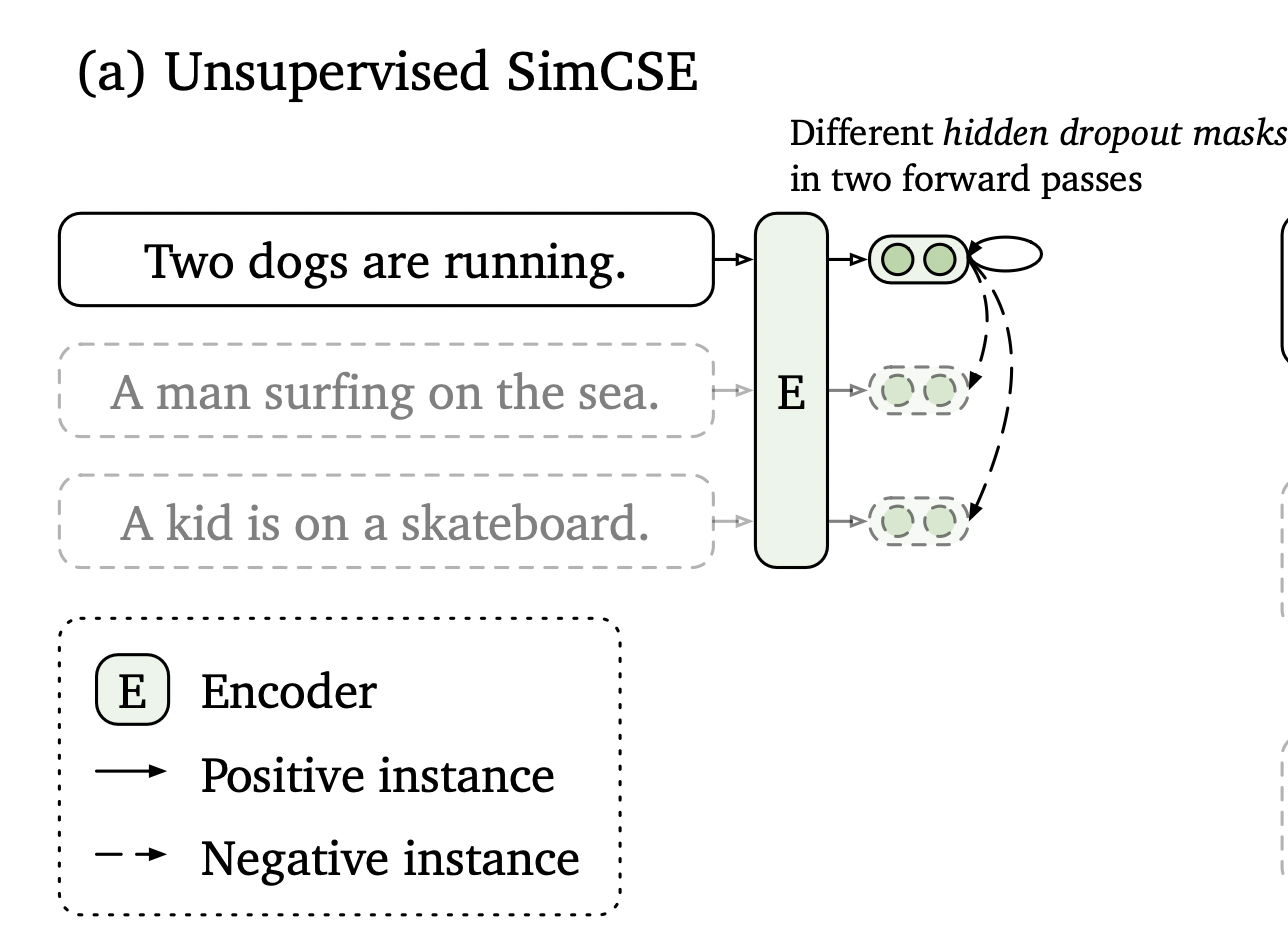 (a) Unsupervised SimCSE
Different hidden dropout masks
in two forward passes
Two dogs are running.
A man surfing on the sea.
E
A kid is on a skateboard.
E Encoder
Positive instance
Negative instance